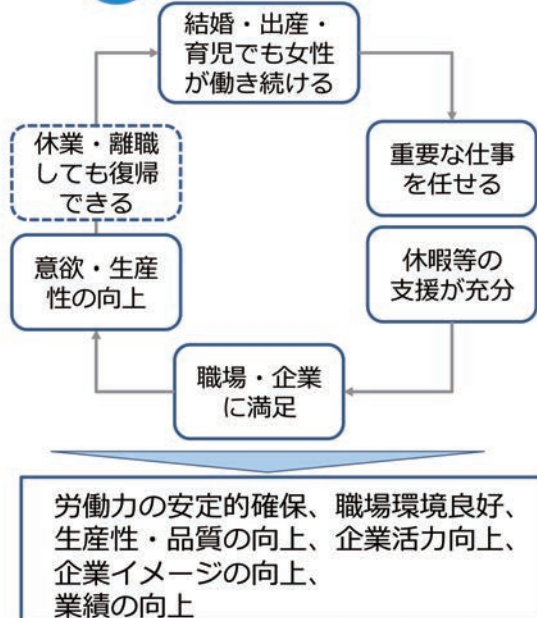 結婚・出産・
育児でも女性
が働き続ける
重要な仕事
を任せる
休暇等の
支援が充分
職場・企業
に満足
意欲・生産
性の向上
休業・離職
しても復帰
できる
労働力の安定的確保、職場環境良好、
生産性・品質の向上、企業活力向上、
企業イメージの向上、
業績の向上